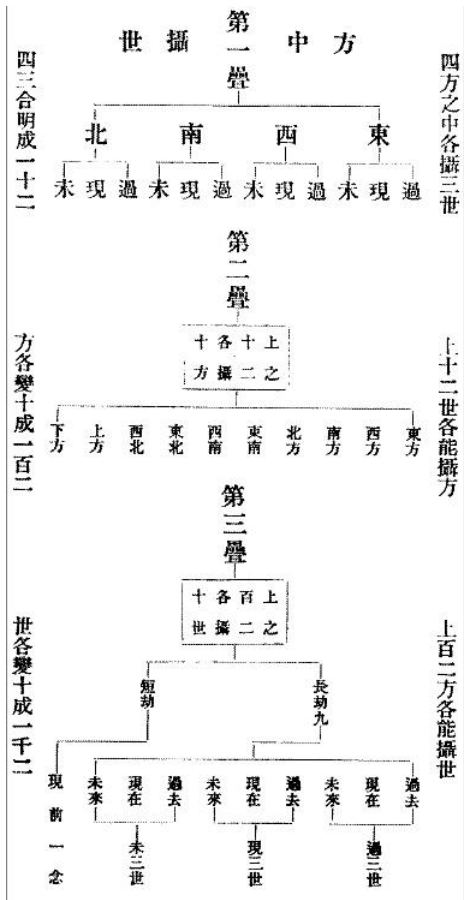 第一疊
方中攝世
四方之中各攝三世
東
西
南
北
過
現
未
過
現
未
過
現
未
過
現
未
四三合明成一十二
第二疊
上十二世各能攝方
上之
十二
各攝
十方
東方
西方
南方
北方
東南
西南
東北
西北
上方
下方
方各變十成一百二
第三疊
上百二方各能攝世
上之
百二
各攝
十世
長劫九
短劫
過去
現在
未來
過去
現在
未來
過去
現在
未來
過三世
現三世
未三世
現前一念
世各變十成一千二